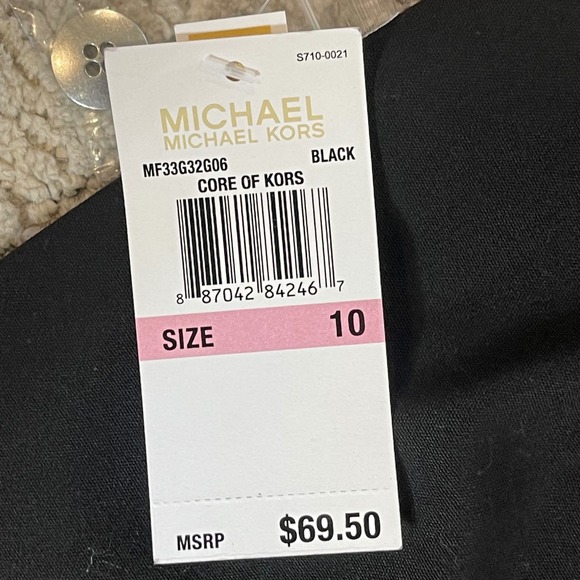 S710-0021
MICHAEL
MICHAEL KORS
MF33G32G06 BLACK
CORE OF KORS
8 87042 84246 7
SIZE 10
MSRP $69.50